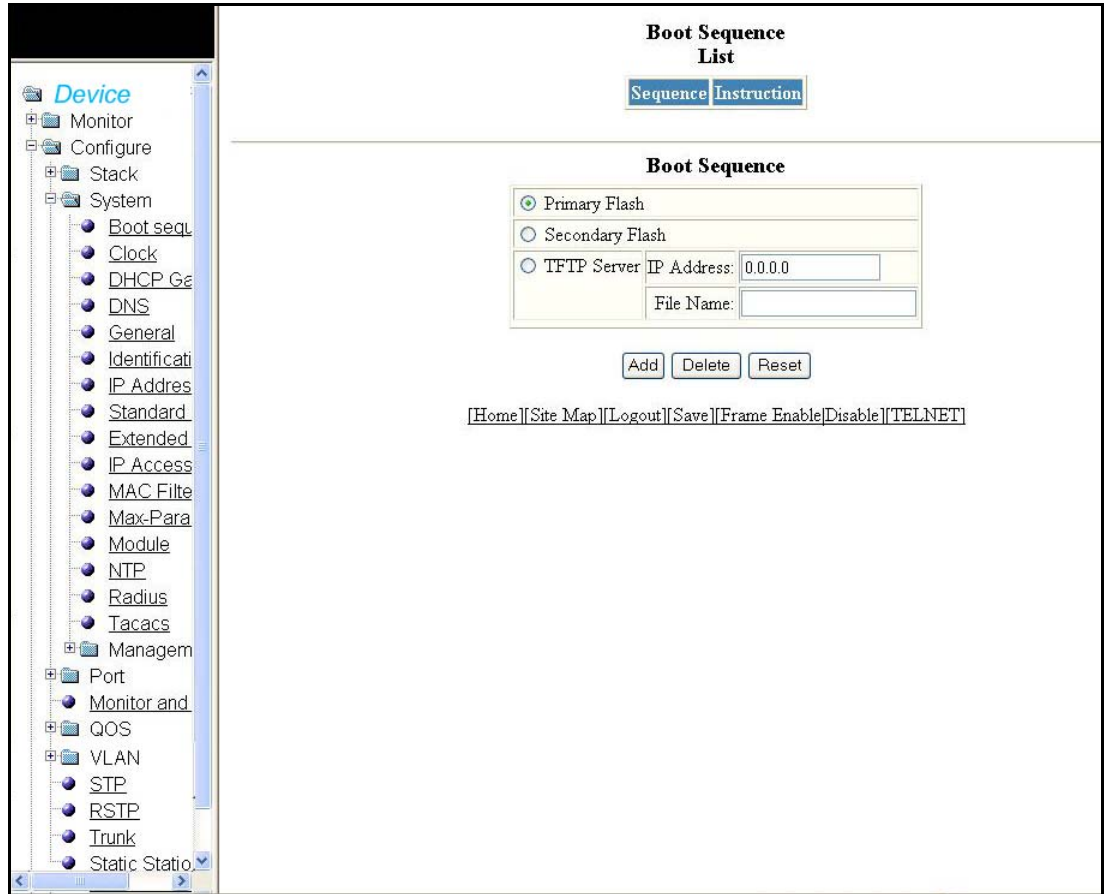 Device
Monitor
Configure
Stack
System
Boot sequ
Clock
DHCP Ga
DNS
General
Identificati
IP Addres
Standard
Extended
IP Access
MAC Filte
Max-Para
Module
NTP
Radius
Tacacs
Managem
Port
Monitor and
QOS
VLAN
STP
RSTP
Trunk
Static Statio
Boot Sequence
List
Sequence Instruction
Boot Sequence
Primary Flash
Secondary Flash
TFTP Server IP Address: 0.0.0.0
File Name:
Add Delete Reset
[Home][Site Map][Logout][Save][Frame Enable|Disable][TELNET]